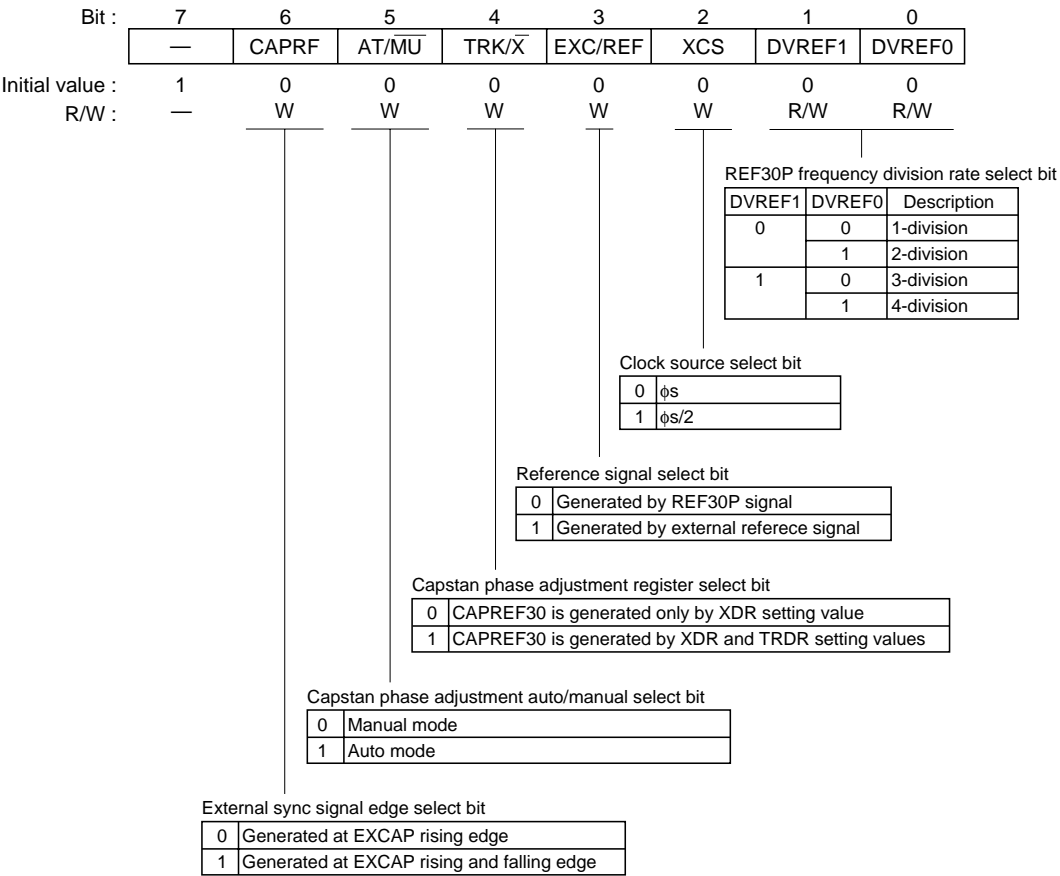 Bit : 7 6 5 4 3 2 1 0
— CAPRF AT/M̅U̅ TRK/X̅ EXC/REF XCS DVREF1 DVREF0
Initial value : 1 0 0 0 0 0 0 0
R/W : — W W W W W R/W R/W
REF30P frequency division rate select bit
DVREF1 DVREF0 Description
0 0 1-division
1 2-division
1 0 3-division
1 4-division
Clock source select bit
0 ϕs
1 ϕs/2
Reference signal select bit
0 Generated by REF30P signal
1 Generated by external referece signal
Capstan phase adjustment register select bit
0 CAPREF30 is generated only by XDR setting value
1 CAPREF30 is generated by XDR and TRDR setting values
Capstan phase adjustment auto/manual select bit
0 Manual mode
1 Auto mode
External sync signal edge select bit
0 Generated at EXCAP rising edge
1 Generated at EXCAP rising and falling edge